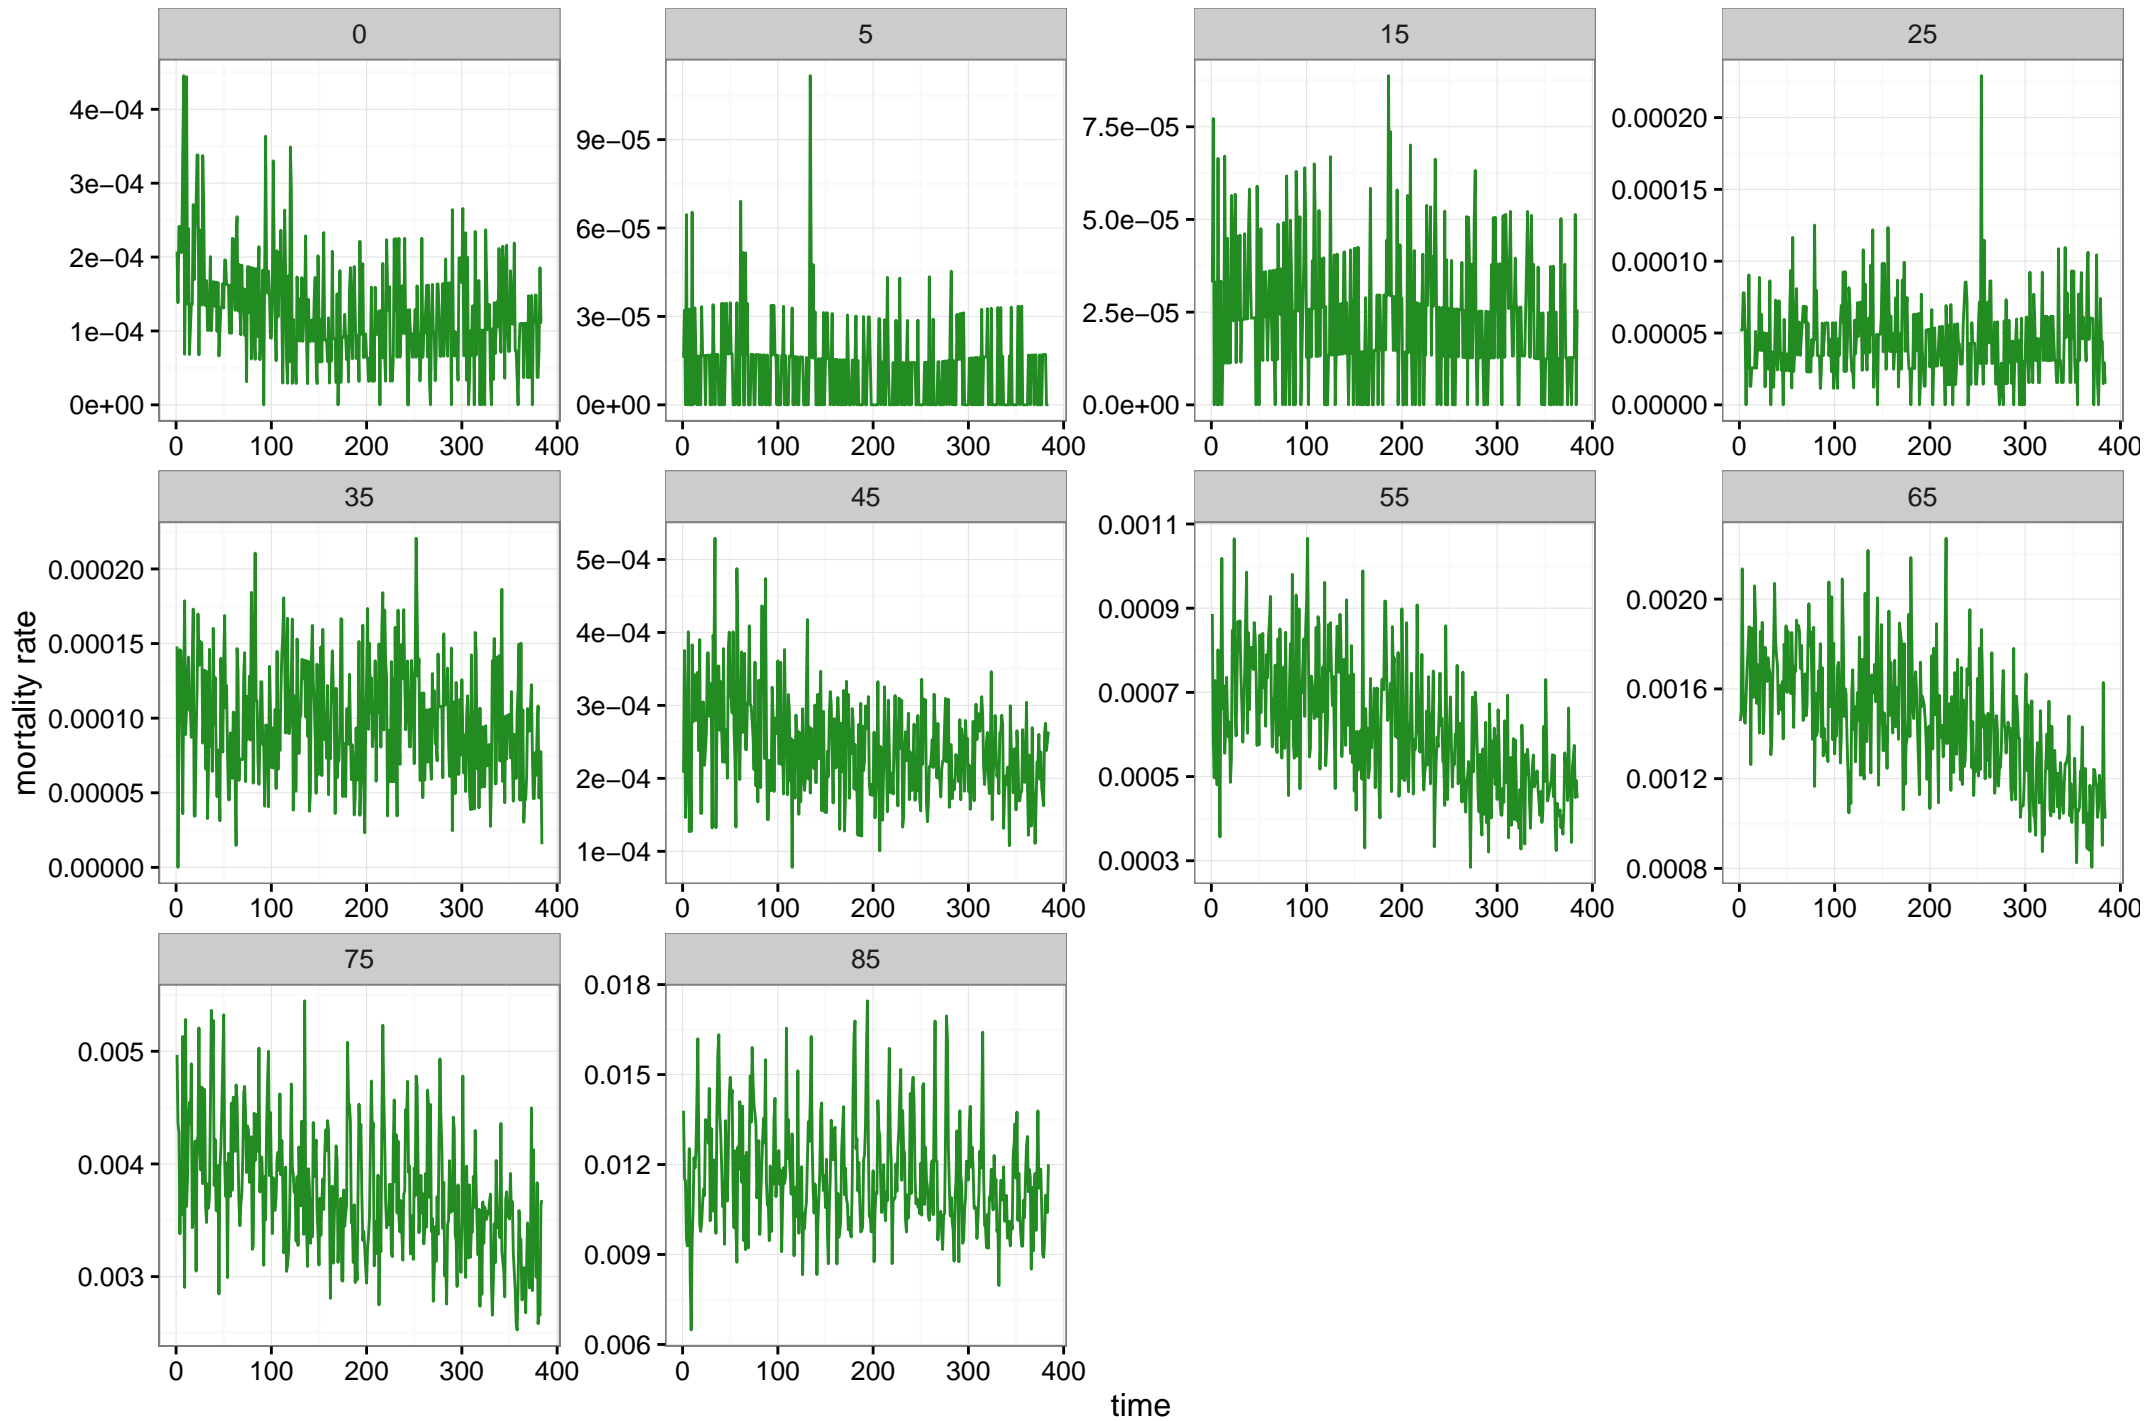 0 5 15 25
4e−04
3e−04
2e−04
1e−04
0e+00
9e−05
6e−05
3e−05
0e+00
7.5e−05
5.0e−05
2.5e−05
0.0e+00
0.00020
0.00015
0.00010
0.00005
0.00000
0 100 200 300 400 0 100 200 300 400 0 100 200 300 400 0 100 200 300 400
35 45 55 65
mortality rate
0.00020
0.00015
0.00010
0.00005
0.00000
5e−04
4e−04
3e−04
2e−04
1e−04
0.0011
0.0009
0.0007
0.0005
0.0003
0.0020
0.0016
0.0012
0.0008
0 100 200 300 400 0 100 200 300 400 0 100 200 300 400 0 100 200 300 400
75 85
0.005
0.004
0.003
0.018
0.015
0.012
0.009
0.006
0 100 200 300 400 0 100 200 300 400
time